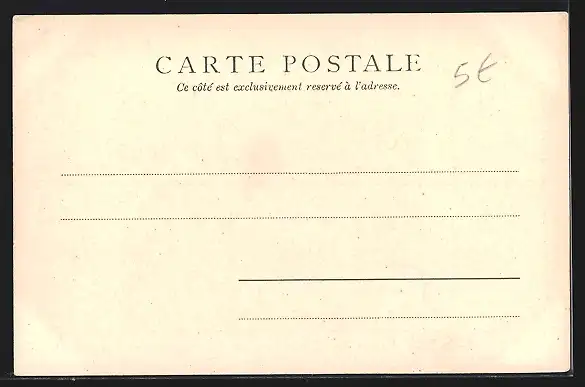 CARTE POSTALE
Ce côté est exclusivement reservé à l'adresse.
5€